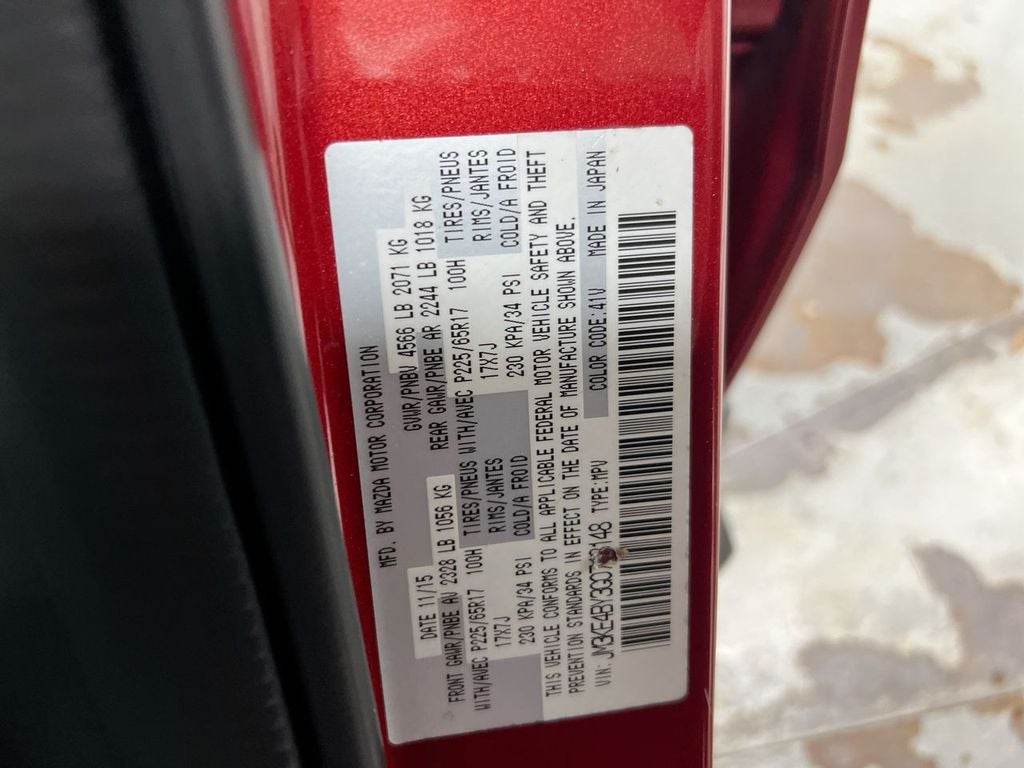 MFD. BY MAZDA MOTOR CORPORATION
DATE 11/15 GVWR/PNBV 4566 LB 2071 KG
FRONT GAWR/PNBE AV 2328 LB 1056 KG REAR GAWR/PNBE AR 2244 LB 1018 KG
WITH/AVEC P225/65R17 100H TIRES/PNEUS WITH/AVEC P225/65R17 100H TIRES/PNEUS
17X7J RIMS/JANTES 17X7J RIMS/JANTES
230 KPA/34 PSI COLD/A FROID 230 KPA/34 PSI COLD/A FROID
THIS VEHICLE CONFORMS TO ALL APPLICABLE FEDERAL MOTOR VEHICLE SAFETY AND THEFT
PREVENTION STANDARDS IN EFFECT ON THE DATE OF MANUFACTURE SHOWN ABOVE.
VIN: TYPE:MPV COLOR CODE:41V MADE IN JAPAN